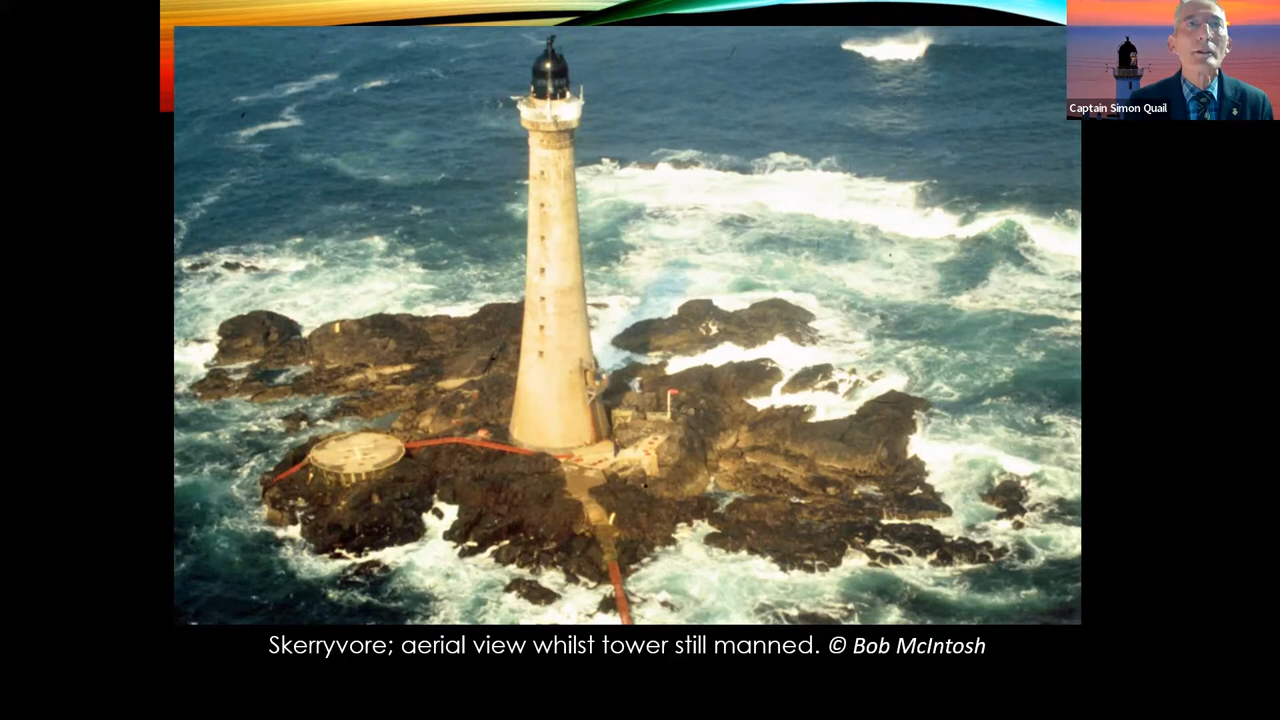 Captain Simon Quail
Skerryvore; aerial view whilst tower still manned. © Bob McIntosh